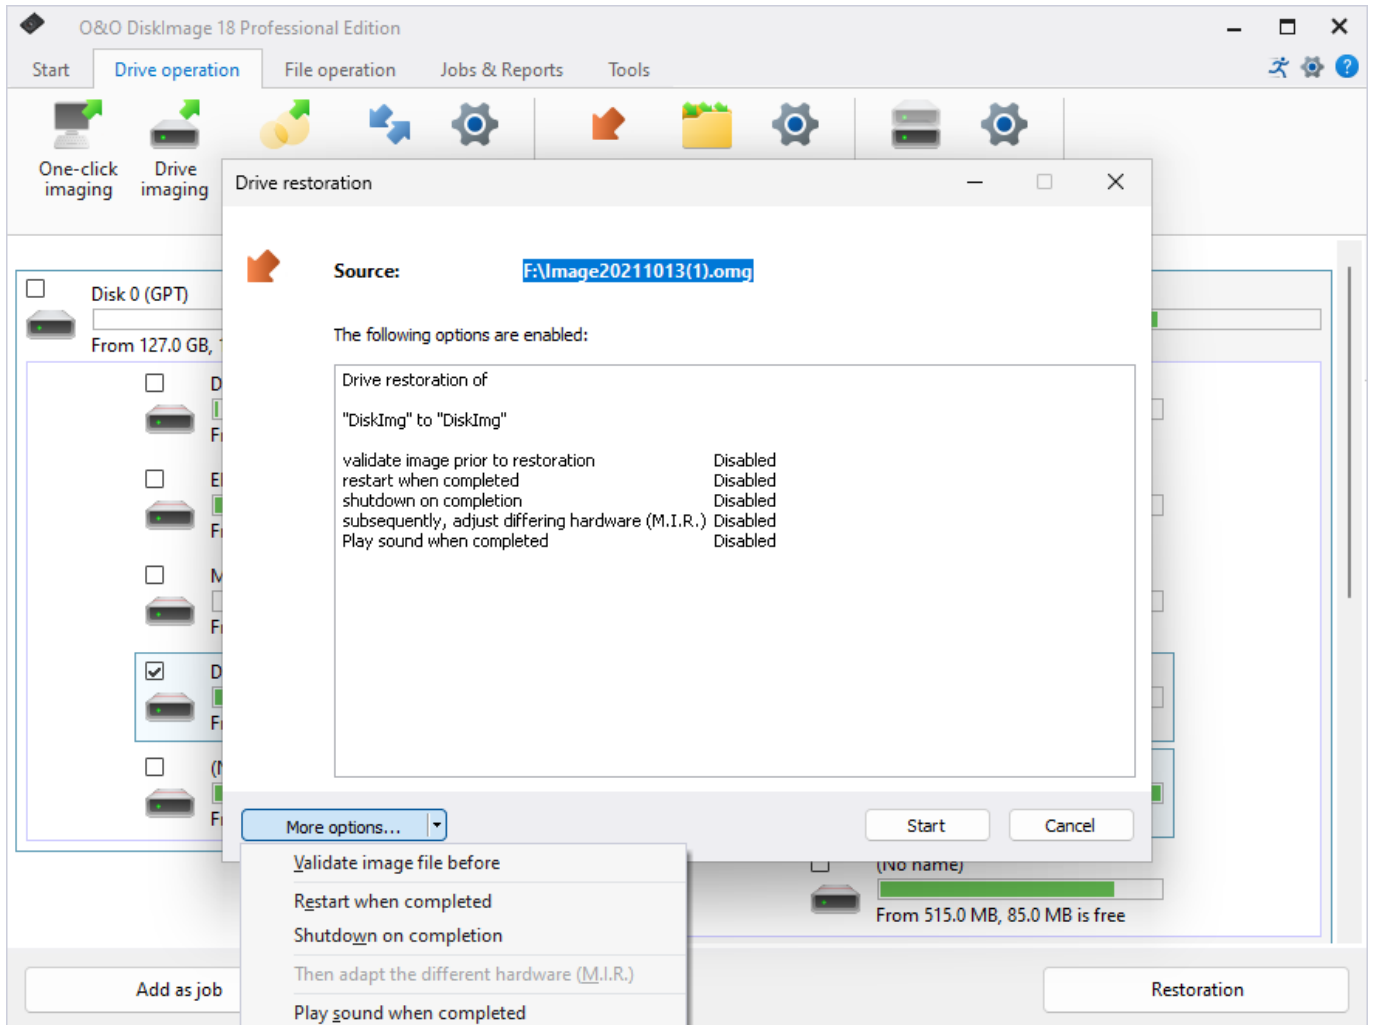 O&O DiskImage 18 Professional Edition
Start Drive operation File operation Jobs & Reports Tools
One-click imaging
Drive imaging
Drive restoration
Source: F:\Image20211013(1).omg
The following options are enabled:
Drive restoration of
"DiskImg" to "DiskImg"
validate image prior to restoration Disabled
restart when completed Disabled
shutdown on completion Disabled
subsequently, adjust differing hardware (M.I.R.) Disabled
Play sound when completed Disabled
Disk 0 (GPT)
From 127.0 GB,
More options... Start Cancel
Validate image file before
Restart when completed
Shutdown on completion
Then adapt the different hardware (M.I.R.)
Play sound when completed
(No name)
From 515.0 MB, 85.0 MB is free
Add as job Restoration